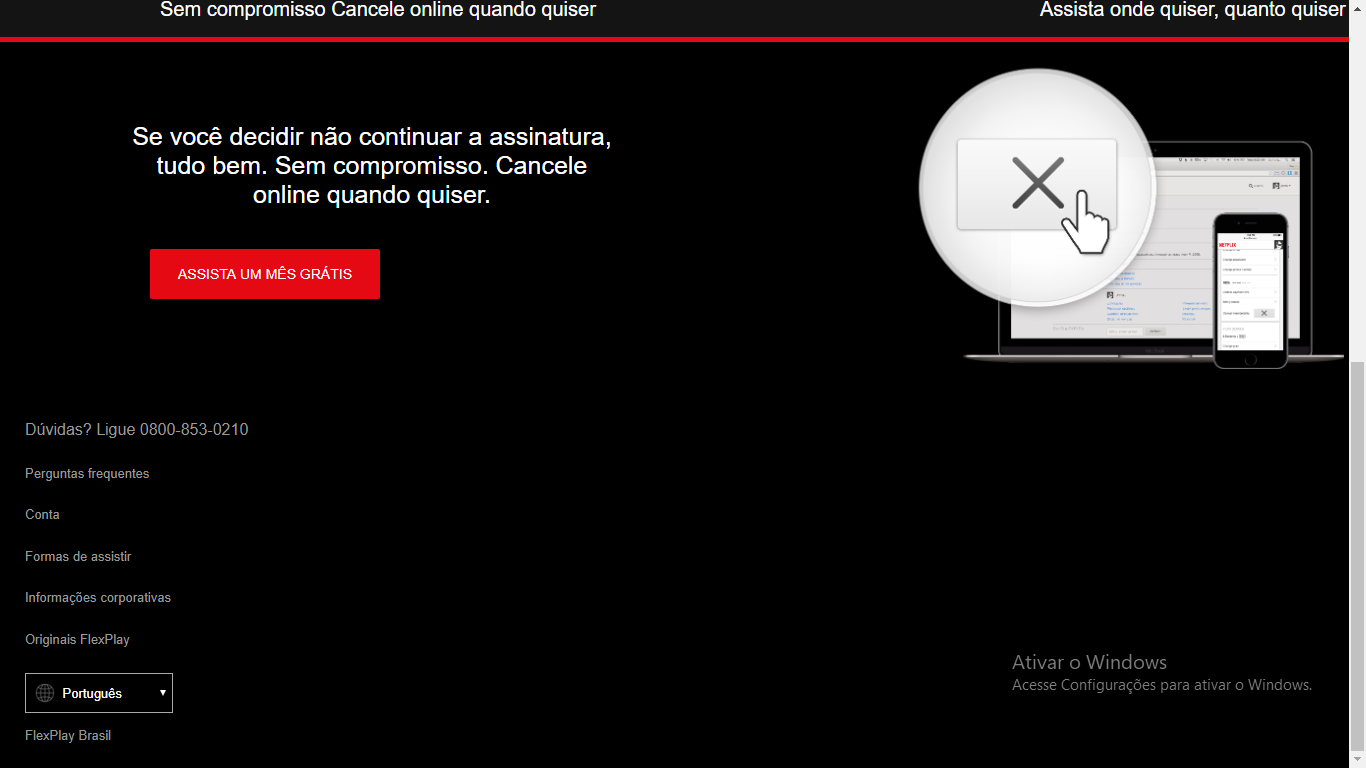 Sem compromisso Cancele online quando quiser
Assista onde quiser, quanto quiser
Se você decidir não continuar a assinatura,
tudo bem. Sem compromisso. Cancele
online quando quiser.
ASSISTA UM MÊS GRÁTIS
NETFLIX
Dúvidas? Ligue 0800-853-0210
Perguntas frequentes
Conta
Formas de assistir
Informações corporativas
Originais FlexPlay
Português
FlexPlay Brasil
Ativar o Windows
Acesse Configurações para ativar o Windows.